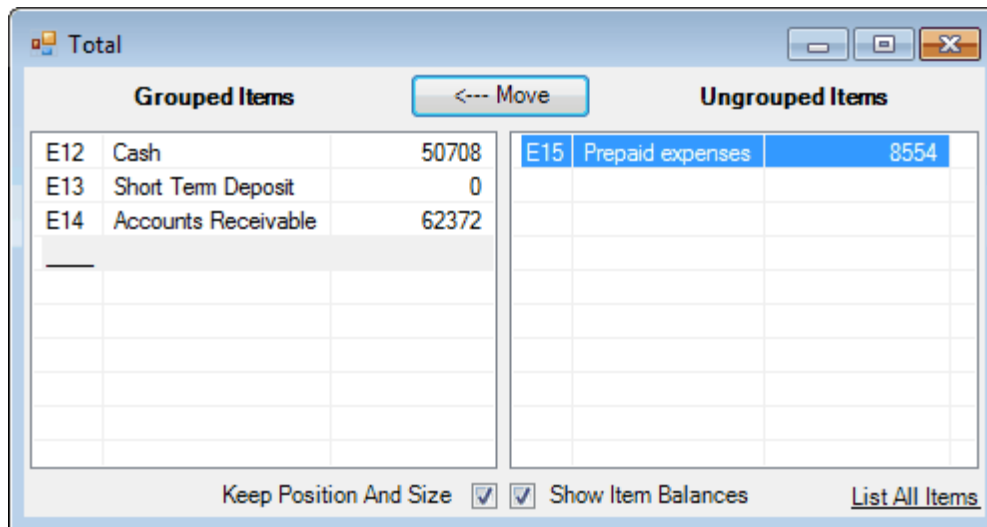 Total
Grouped Items <--- Move Ungrouped Items
E12 Cash 50708
E13 Short Term Deposit 0
E14 Accounts Receivable 62372
E15 Prepaid expenses 8554
Keep Position And Size Show Item Balances List All Items